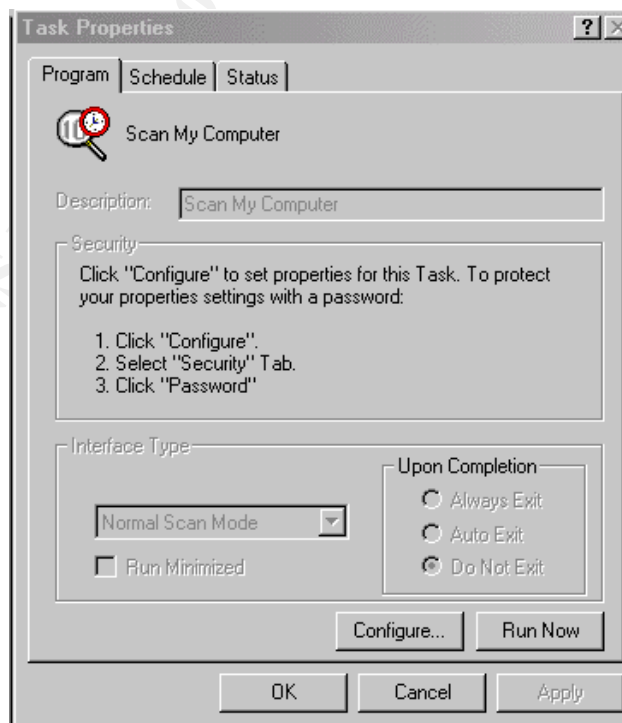 Task Properties
Program
Schedule
Status
Scan My Computer
Description:
Scan My Computer
Security
Click "Configure" to set properties for this Task. To protect
your properties settings with a password:
1. Click "Configure".
2. Select "Security" Tab.
3. Click "Password"
Interface Type
Normal Scan Mode
Run Minimized
Upon Completion
Always Exit
Auto Exit
Do Not Exit
Configure...
Run Now
OK
Cancel
Apply